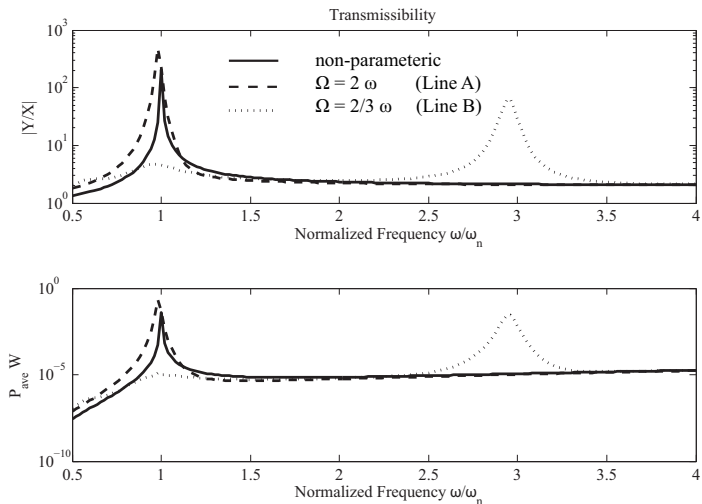 Transmissibility
10^3
10^2
10^1
10^0
|Y/X|
non-parameteric
Ω = 2 ω (Line A)
Ω = 2/3 ω (Line B)
0.5 1 1.5 2 2.5 3 3.5 4
Normalized Frequency ω/ω_n
10^0
10^-5
10^-10
P_ave W
0.5 1 1.5 2 2.5 3 3.5 4
Normalized Frequency ω/ω_n